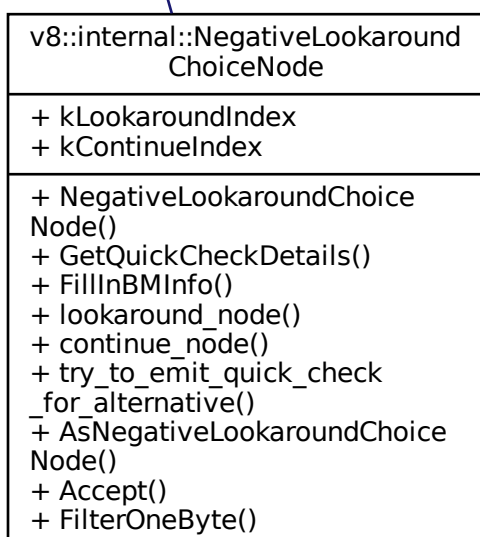 v8::internal::NegativeLookaround
ChoiceNode
+ kLookaroundIndex
+ kContinueIndex
+ NegativeLookaroundChoice
Node()
+ GetQuickCheckDetails()
+ FillInBMInfo()
+ lookaround_node()
+ continue_node()
+ try_to_emit_quick_check
_for_alternative()
+ AsNegativeLookaroundChoice
Node()
+ Accept()
+ FilterOneByte()